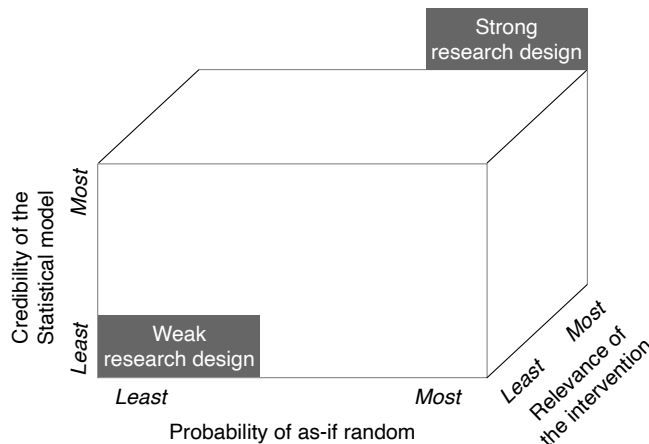 Strong
research design
Credibility of the
Statistical model
Most
Least
Weak
research design
Least
Most
Probability of as-if random
Least
Most
Relevance of
the intervention